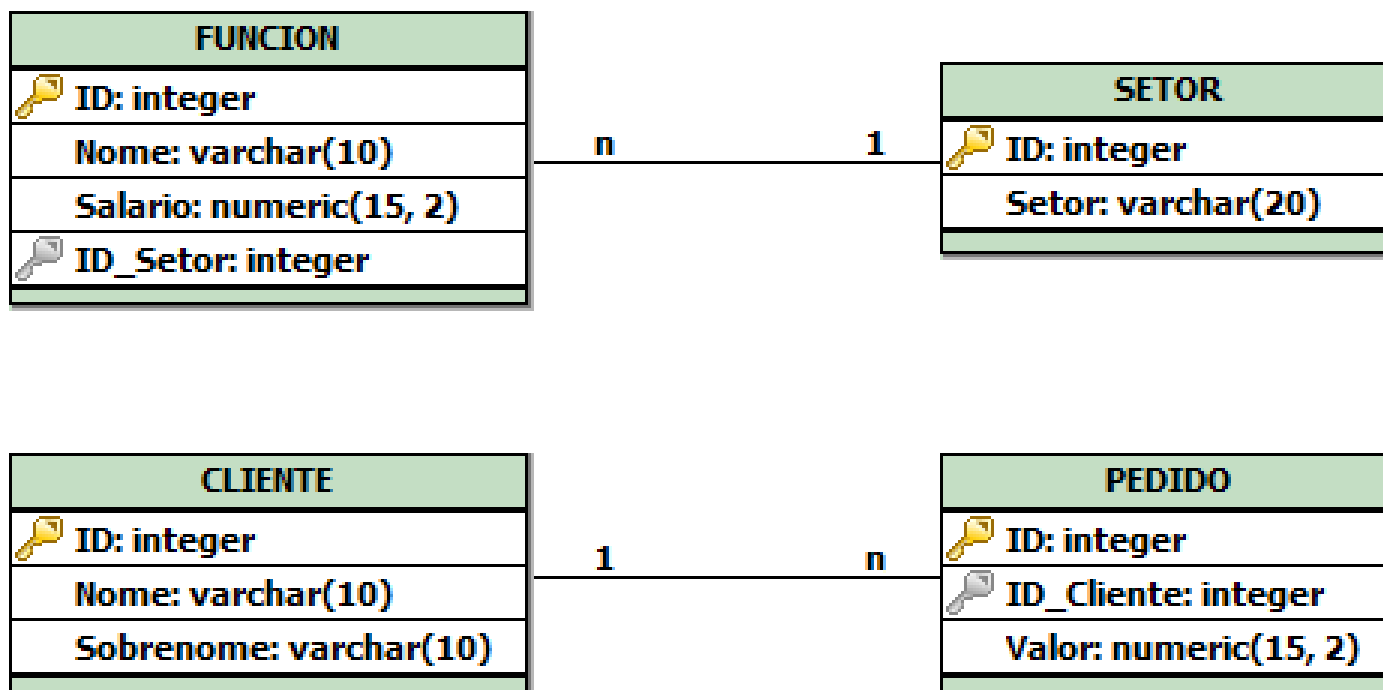 FUNCION
ID: integer
Nome: varchar(10)
Salario: numeric(15, 2)
ID_Setor: integer
n 1
SETOR
ID: integer
Setor: varchar(20)
CLIENTE
ID: integer
Nome: varchar(10)
Sobrenome: varchar(10)
1 n
PEDIDO
ID: integer
ID_Cliente: integer
Valor: numeric(15, 2)